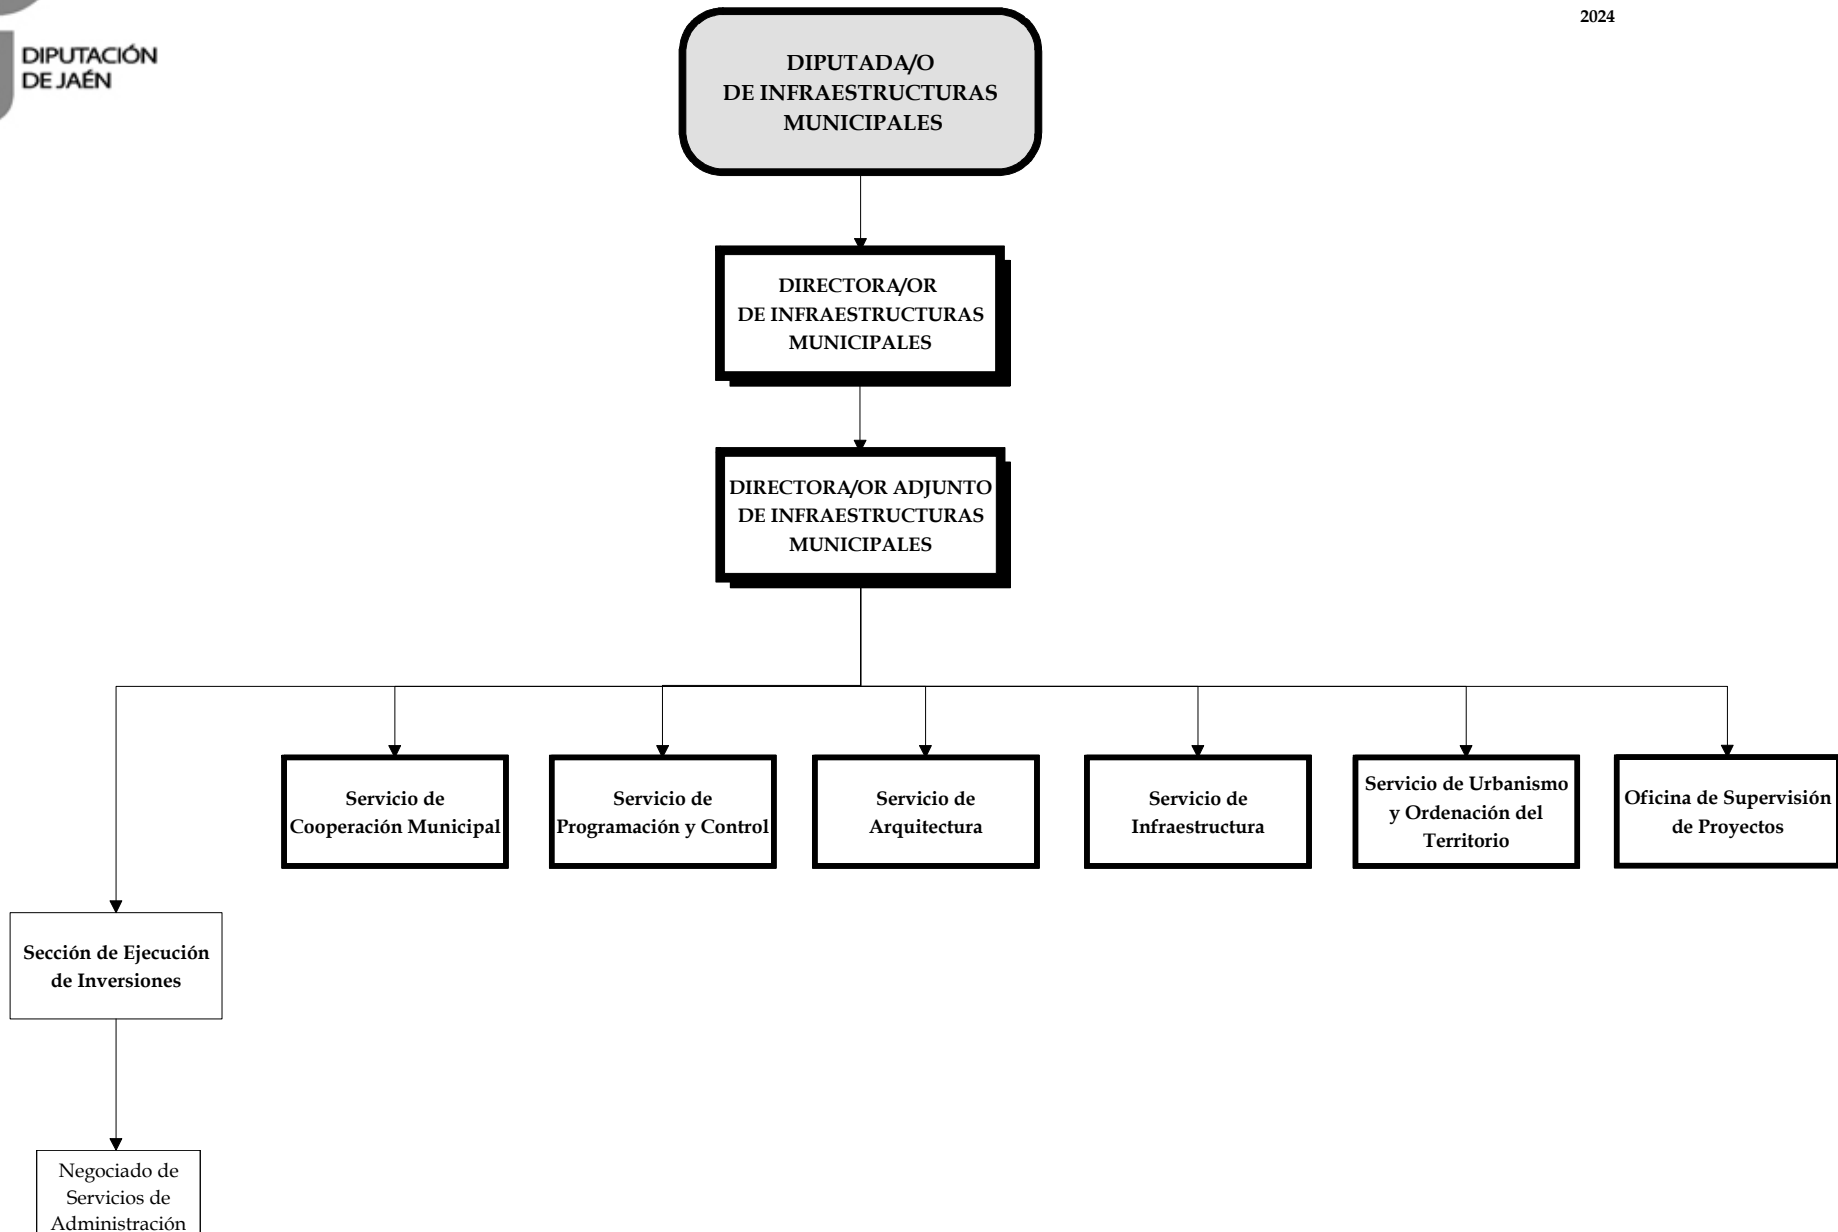 2024
DIPUTACIÓN
DE JAÉN
DIPUTADA/O
DE INFRAESTRUCTURAS
MUNICIPALES
DIRECTORA/OR
DE INFRAESTRUCTURAS
MUNICIPALES
DIRECTORA/OR ADJUNTO
DE INFRAESTRUCTURAS
MUNICIPALES
Servicio de
Cooperación Municipal
Servicio de
Programación y Control
Servicio de
Arquitectura
Servicio de
Infraestructura
Servicio de Urbanismo
y Ordenación del
Territorio
Oficina de Supervisión
de Proyectos
Sección de Ejecución
de Inversiones
Negociado de
Servicios de
Administración